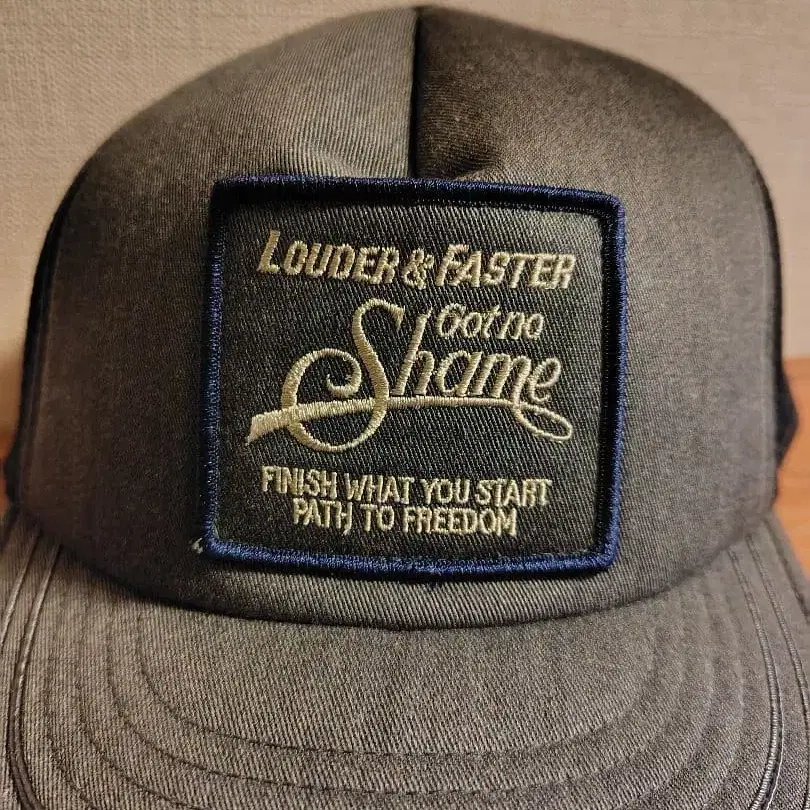 LOUDER & FASTER
Got no
Shame
FINISH WHAT YOU START
PATH TO FREEDOM